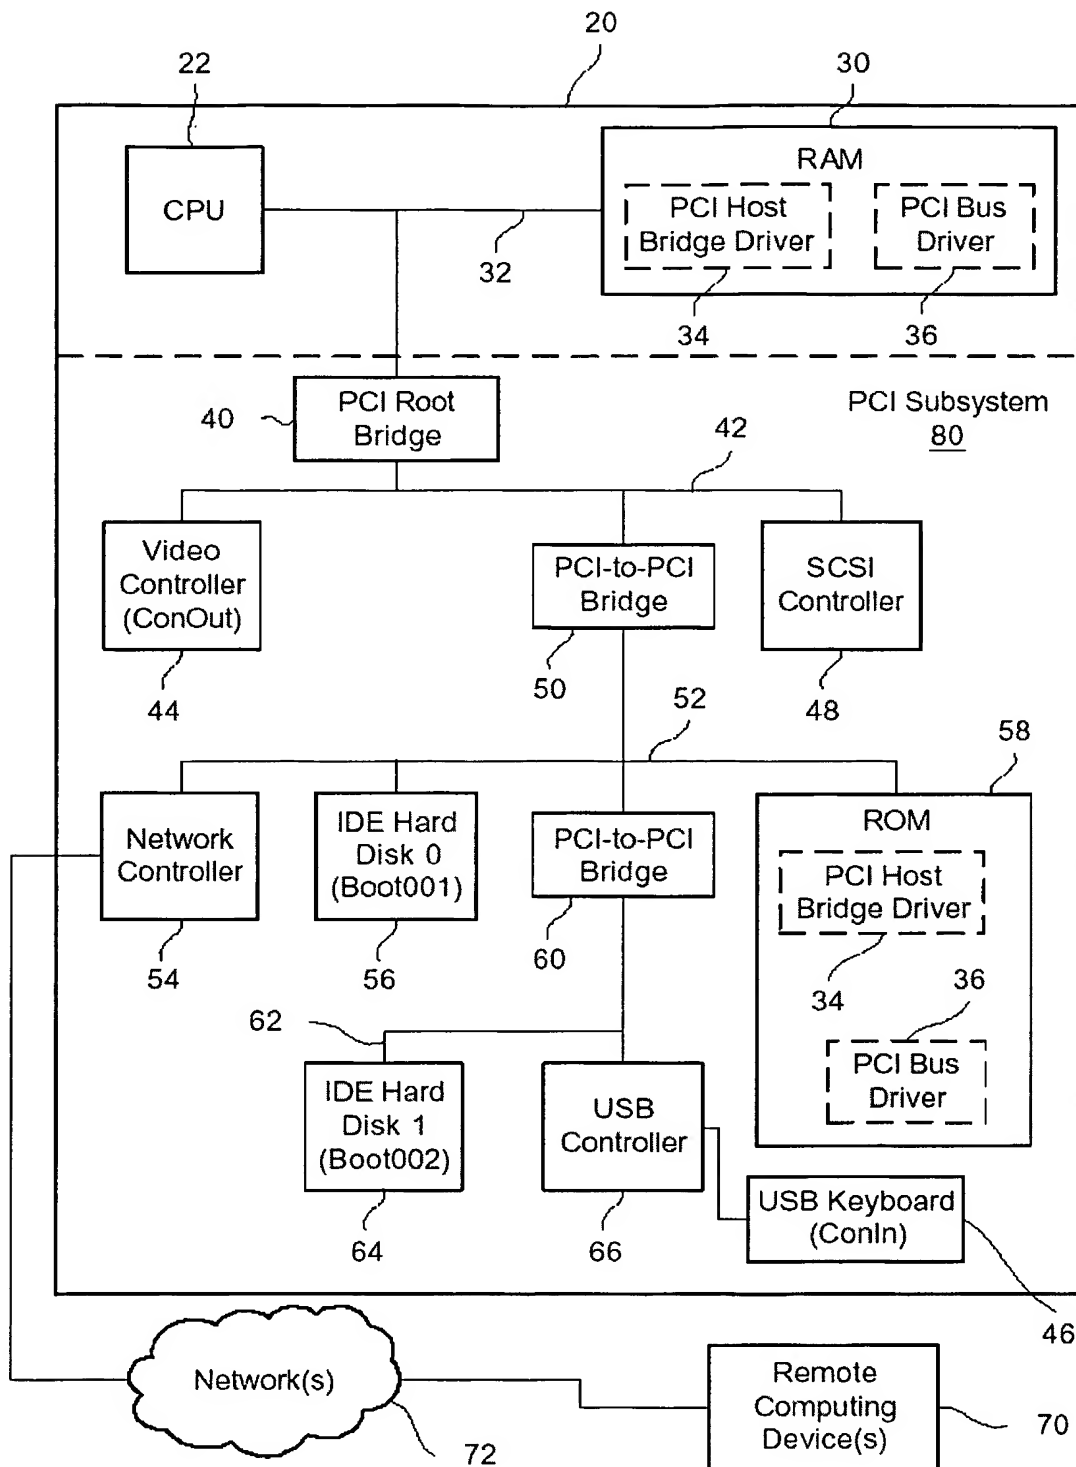 20
22
30
CPU
RAM
PCI Host
Bridge Driver
PCI Bus
Driver
32
34
36
PCI Root
Bridge
40
PCI Subsystem
80
42
Video
Controller
(ConOut)
PCI-to-PCI
Bridge
SCSI
Controller
44
50
48
52
58
Network
Controller
IDE Hard
Disk 0
(Boot001)
PCI-to-PCI
Bridge
ROM
PCI Host
Bridge Driver
54
56
60
34
36
62
PCI Bus
Driver
IDE Hard
Disk 1
(Boot002)
USB
Controller
USB Keyboard
(ConIn)
64
66
46
Network(s)
Remote
Computing
Device(s)
70
72